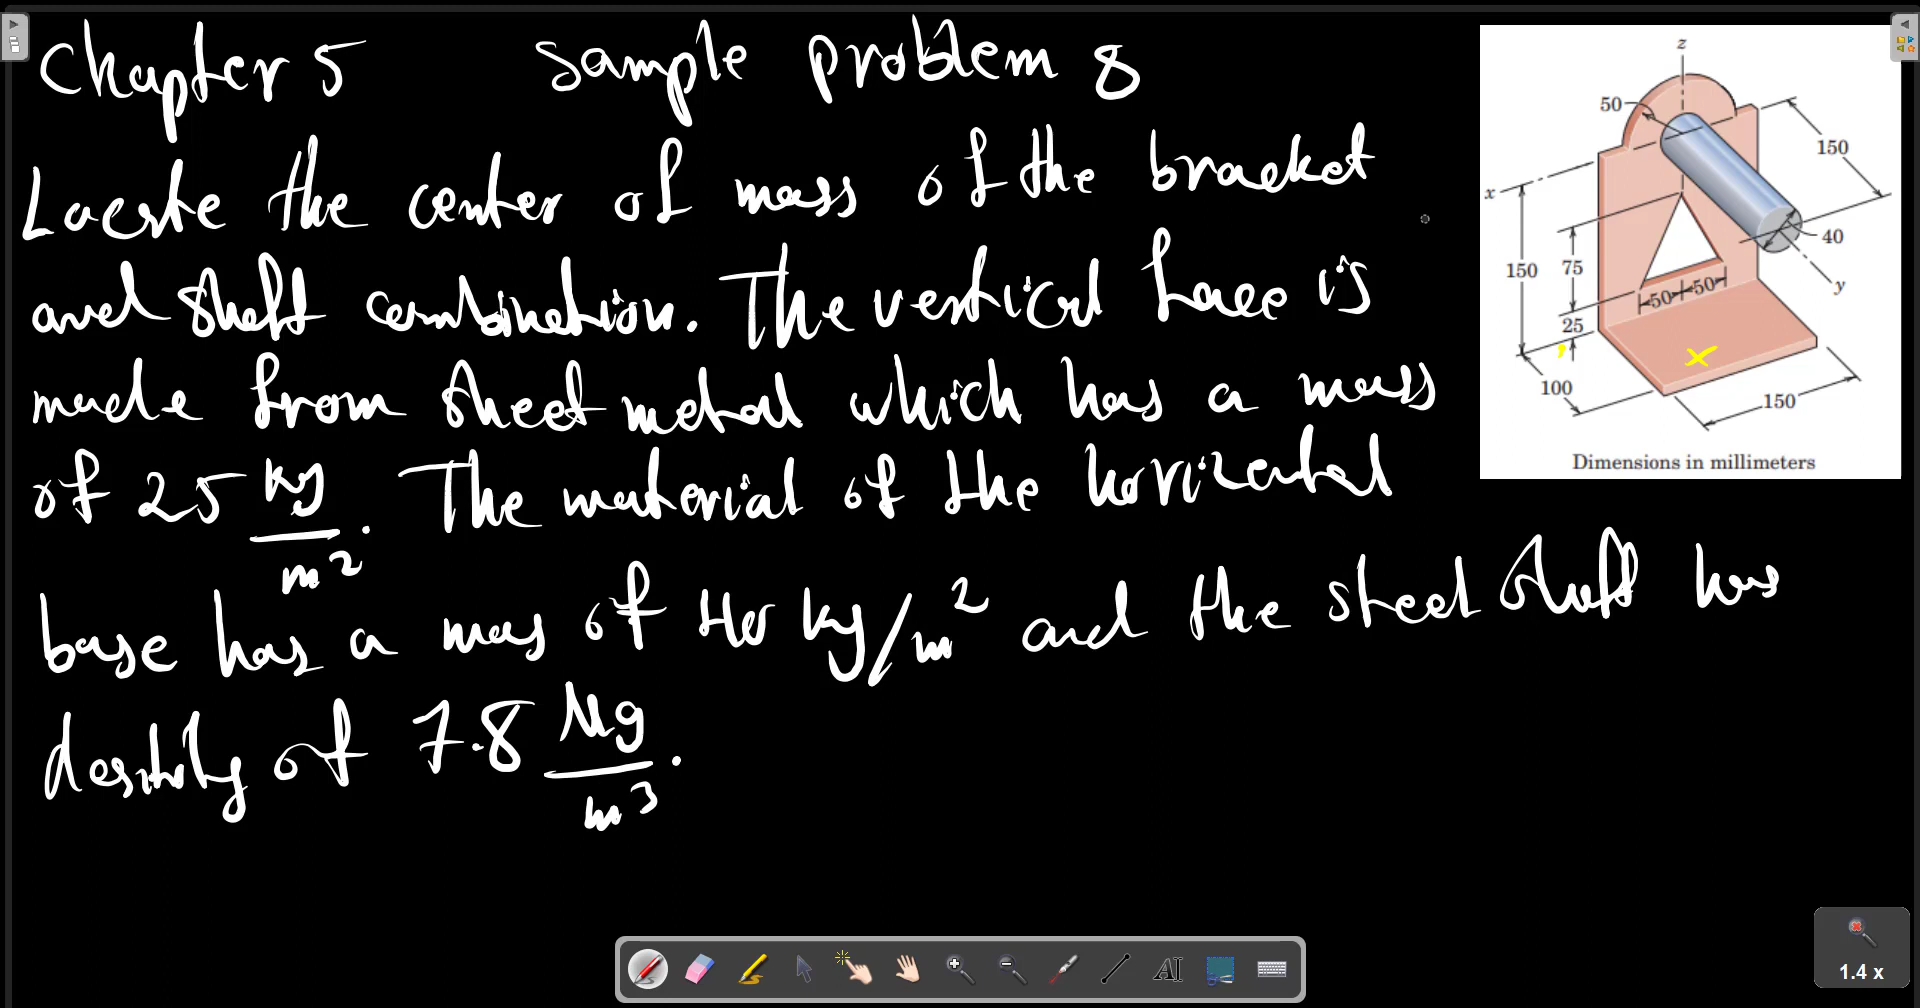 Chapter 5 Sample problem 8
Locate the center of mass of the bracket
and shaft combination. The vertical face is
made from sheet metal which has a mass
of 25 kg/m². The material of the horizontal
base has a mass of 40 kg/m² and the steel shaft has
density of 7.8 Mg/m³.
z
50
150
x
40
150
75
50
50
y
25
x
100
150
Dimensions in millimeters
AI
1.4 x